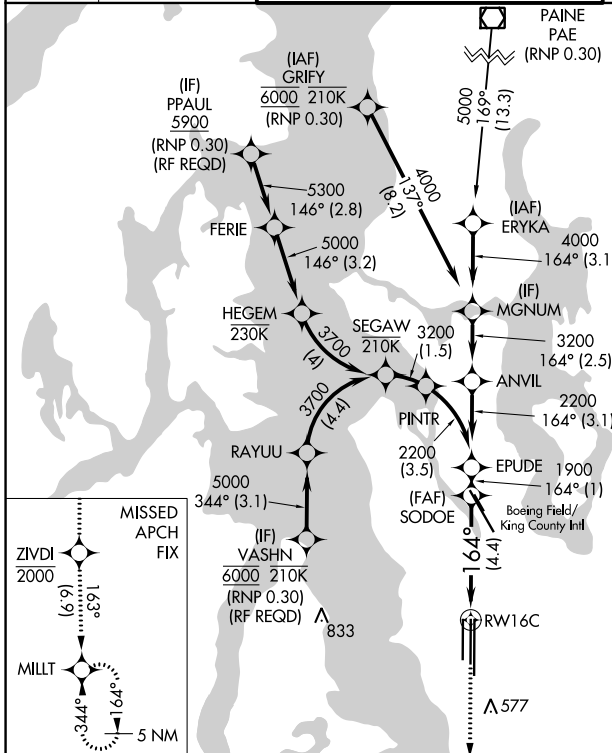 PAINE
PAE
(RNP 0.30)
5000
169°
(13.3)
(IAF)
GRIFY
6000 210K
(RNP 0.30)
4000
137°
(8.2)
(IF)
PPAUL
5900
(RNP 0.30)
(RF REQD)
5300
146° (2.8)
FERIE
5000
146° (3.2)
(IAF)
ERYKA
4000
164° (3.1
(IF)
MGNUM
HEGEM
230K
3700
(4)
SEGAW
210K
3200
(1.5)
3200
164° (2.5)
ANVIL
PINTR
2200
164° (3.1)
3700
(4.4)
RAYUU
2200
(3.5)
EPUDE
1900
164° (1)
5000
344° (3.1)
(FAF)
SODOE
Boeing Field/
King County Intl
(IF)
VASHN
6000 210K
(RNP 0.30)
(RF REQD)
833
164°
(4.4)
RW16C
577
MISSED
APCH
FIX
ZIVDI
2000
163°
(6.9)
MILLT
344°
164°
5 NM